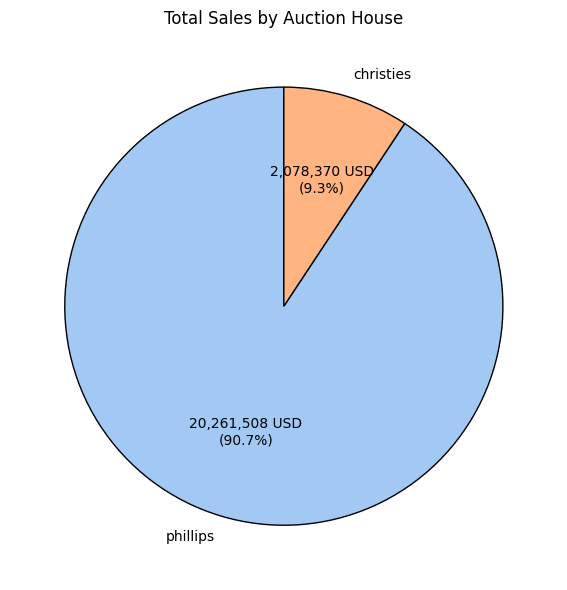 Total Sales by Auction House
christies
2,078,370 USD
(9.3%)
20,261,508 USD
(90.7%)
phillips